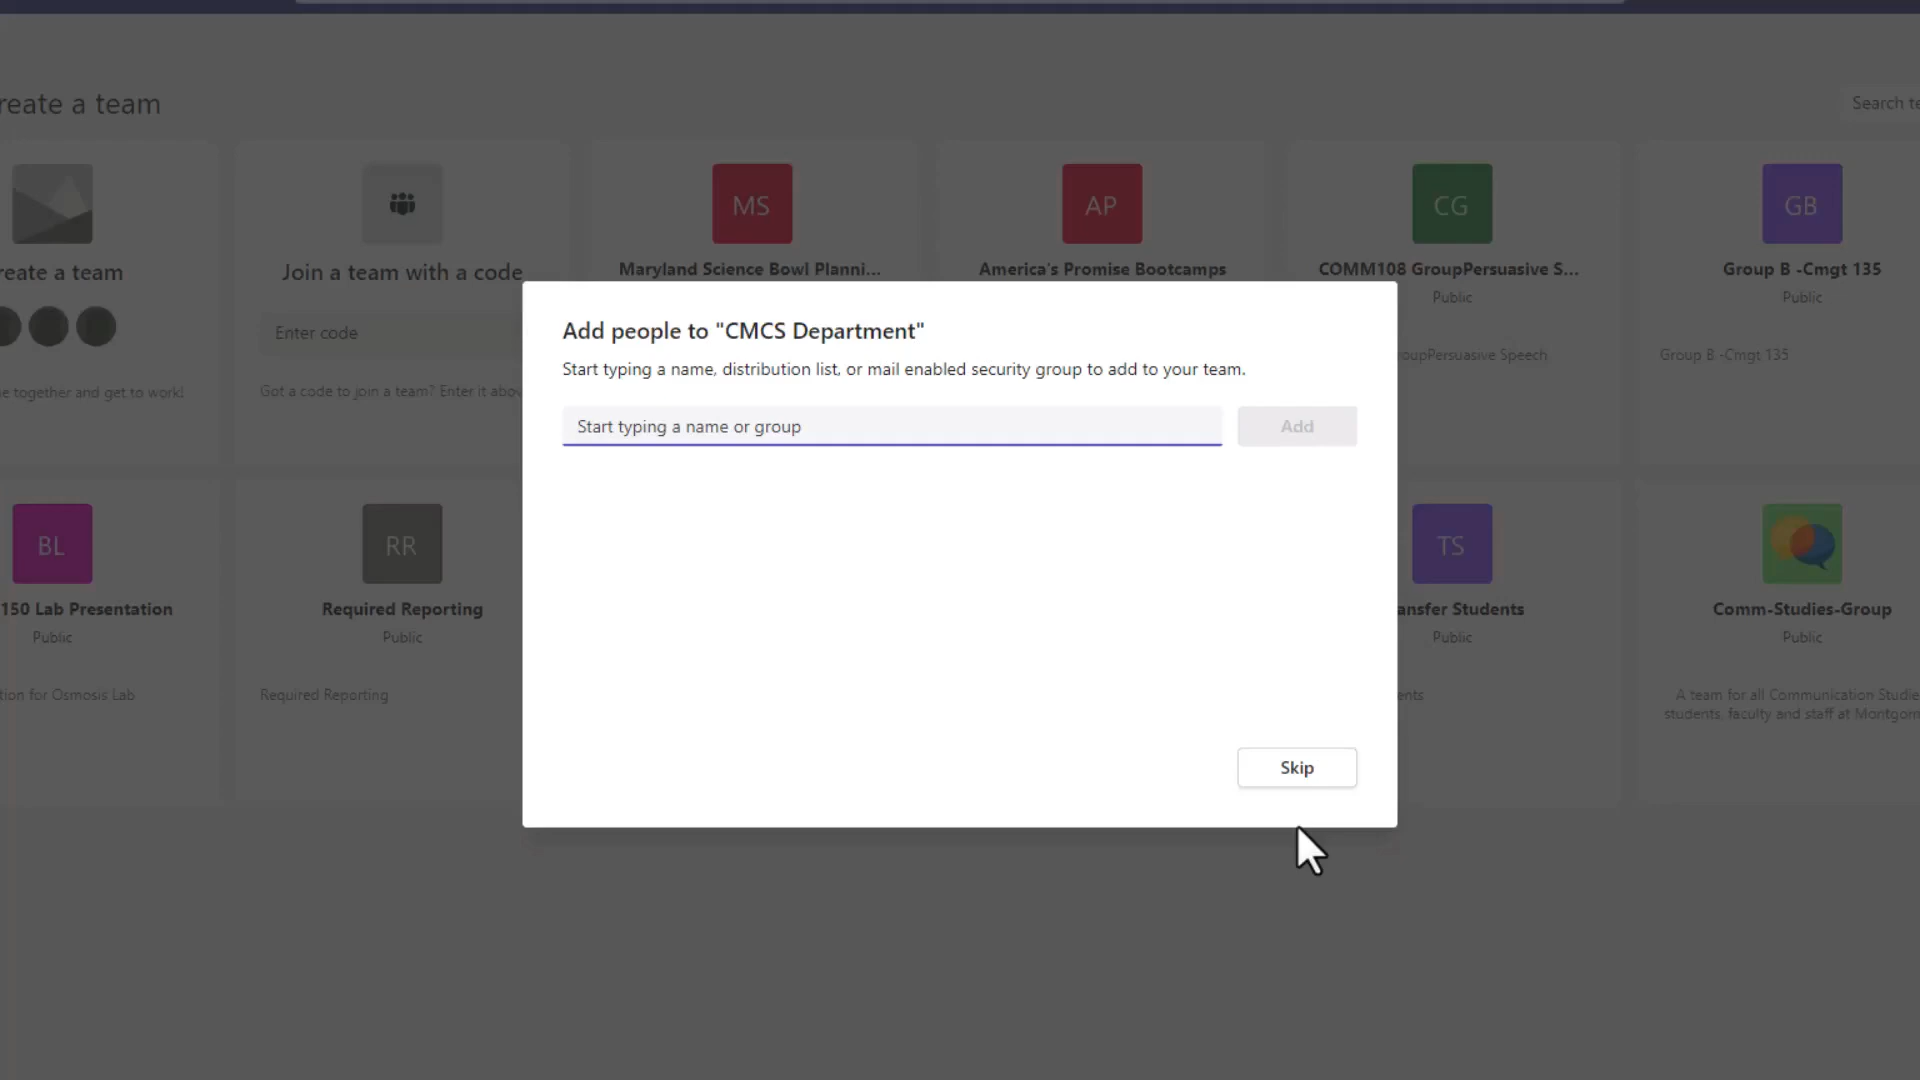 reate a team
Search te
MS
AP
CG
GB
reate a team
Join a team with a code
Maryland Science Bowl Planni...
America's Promise Bootcamps
COMM108 GroupPersuasive S...
Group B -Cmgt 135
Public
Public
Enter code
Add people to "CMCS Department"
Start typing a name, distribution list, or mail enabled security group to add to your team.
roupPersuasive Speech
Group B -Cmgt 135
e together and get to work!
Got a code to join a team? Enter it abov
Start typing a name or group
Add
BL
RR
TS
150 Lab Presentation
Required Reporting
ansfer Students
Comm-Studies-Group
Public
Public
Public
Public
tion for Osmosis Lab
Required Reporting
ents
A team for all Communication Studie
students, faculty and staff at Montgom
Skip